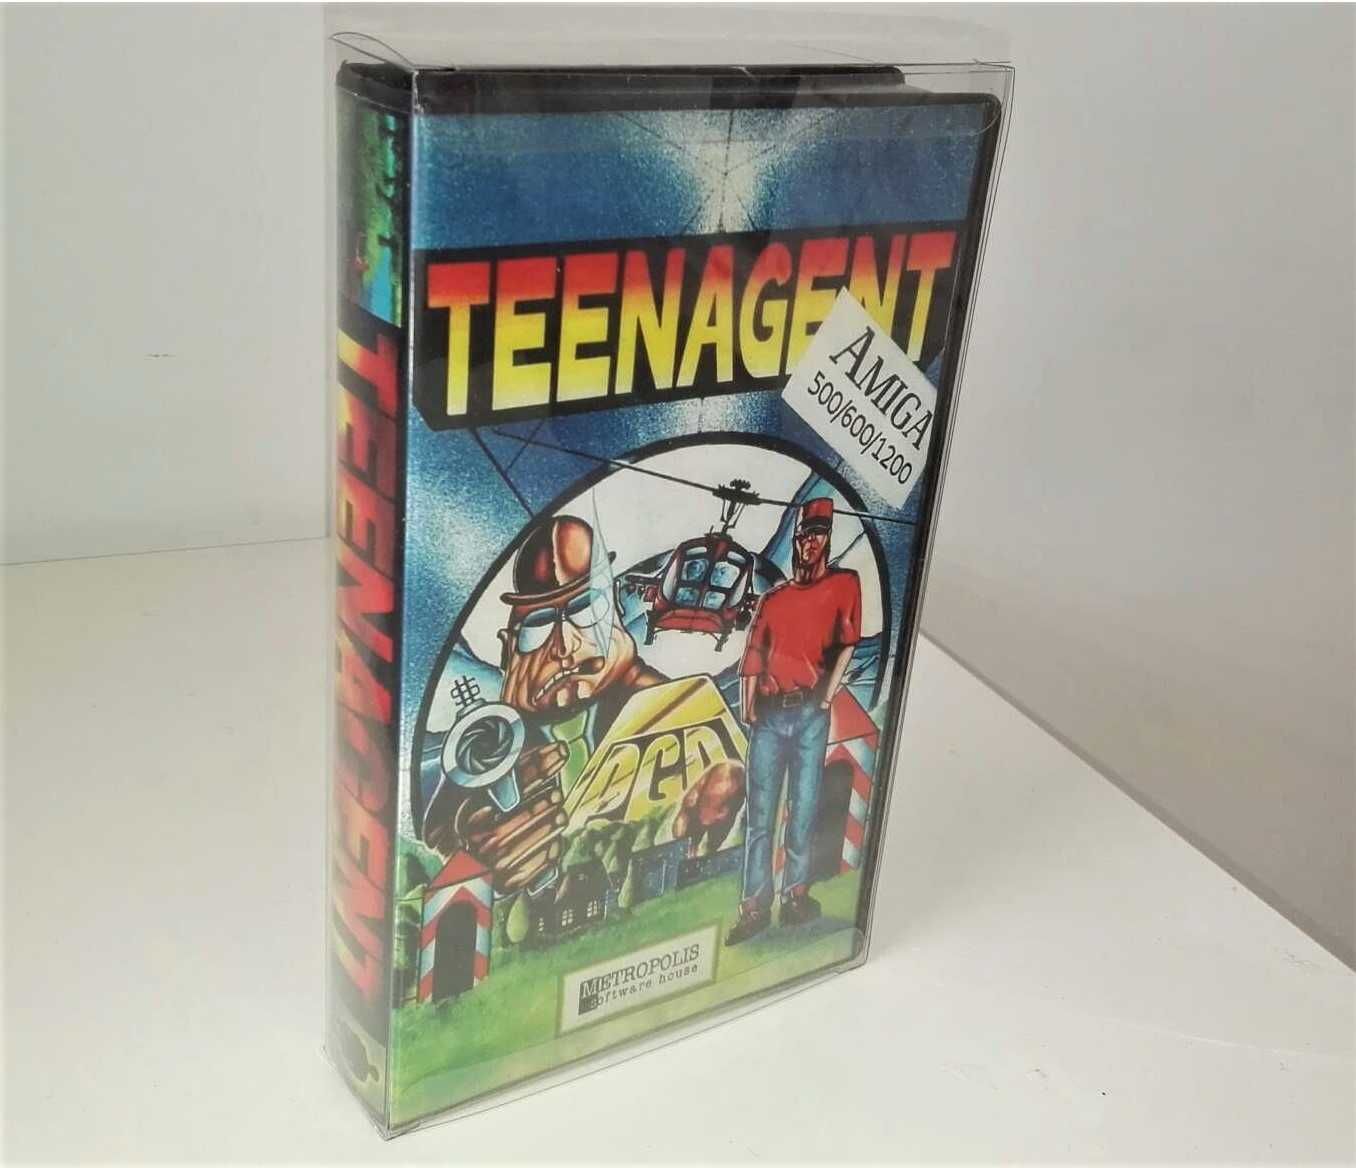 TEENAGENT
AMIGA
500/600/1200
TEENAGENT
$
METROPOLIS
software house